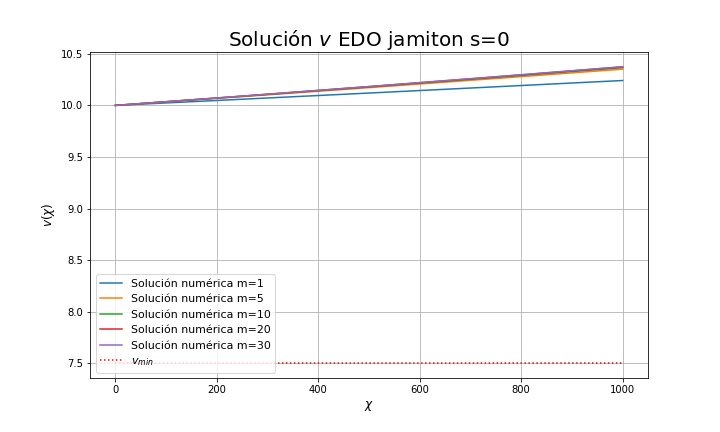 Solución v EDO jamiton s=0
10.5
10.0
9.5
9.0
8.5
8.0
7.5
v(χ)
Solución numérica m=1
Solución numérica m=5
Solución numérica m=10
Solución numérica m=20
Solución numérica m=30
vmin
0 200 400 600 800 1000
χ